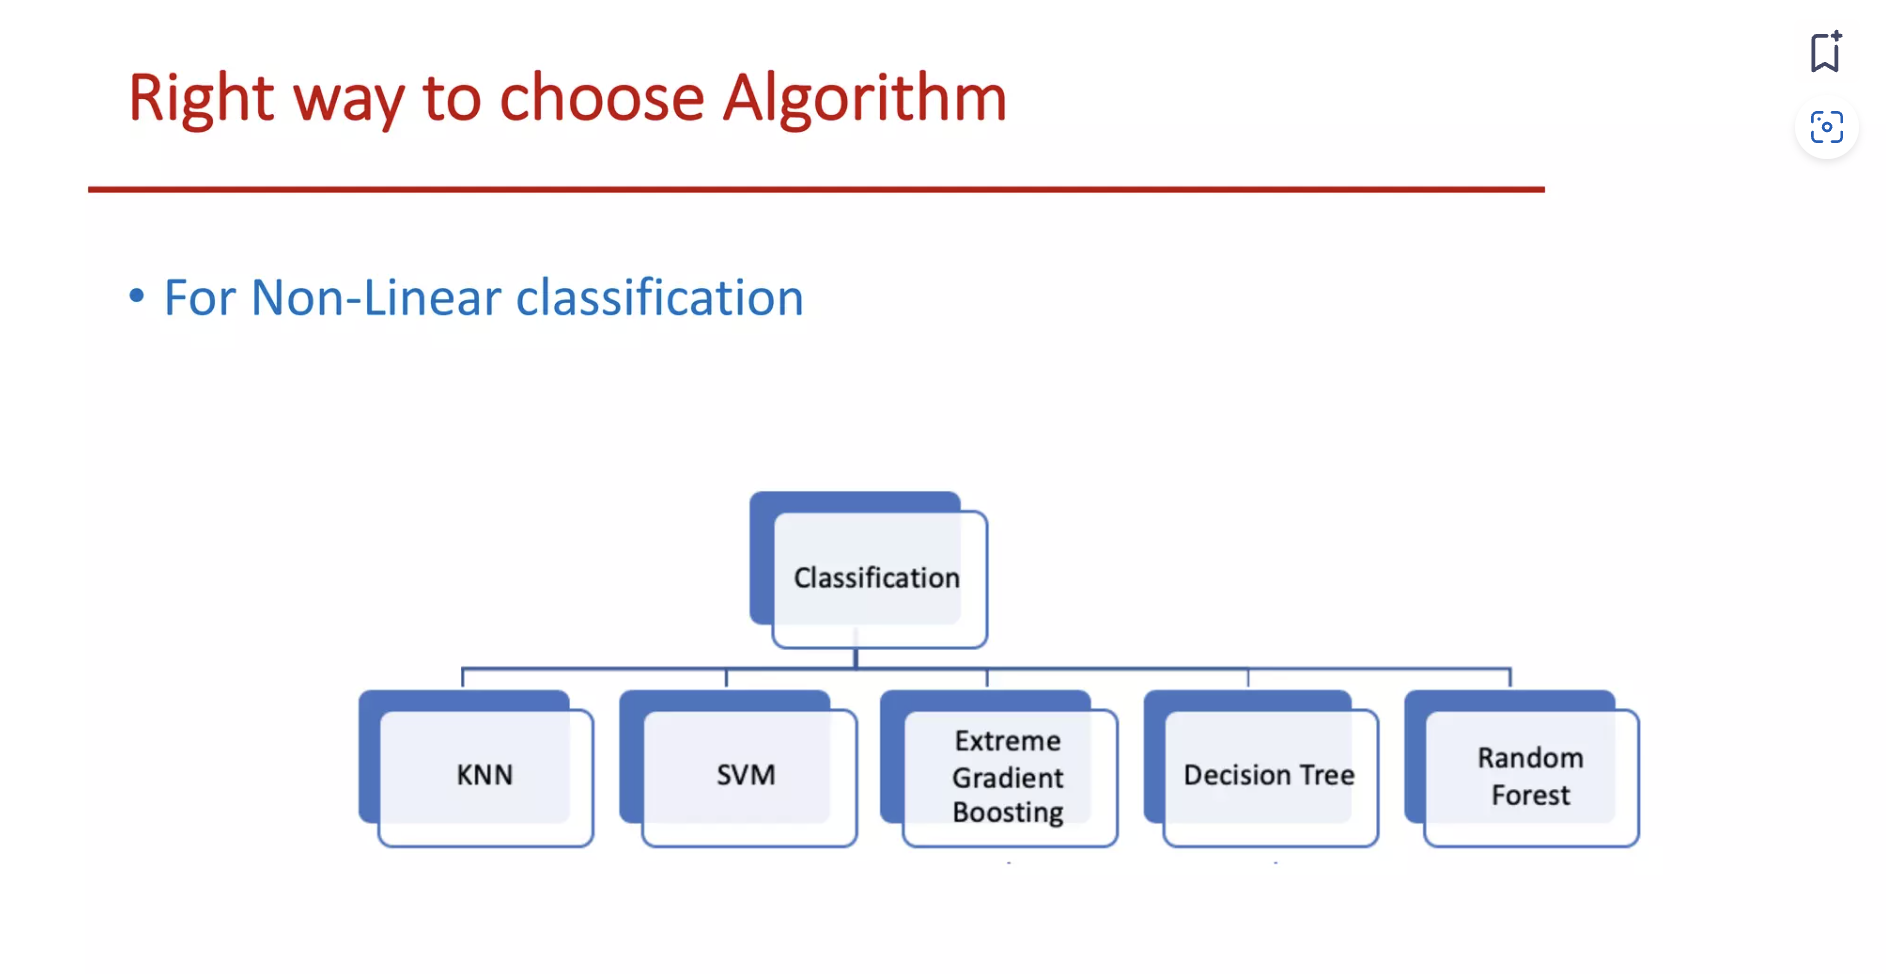 Right way to choose Algorithm
• For Non-Linear classification
Classification
KNN
SVM
Extreme
Gradient
Boosting
Decision Tree
Random
Forest